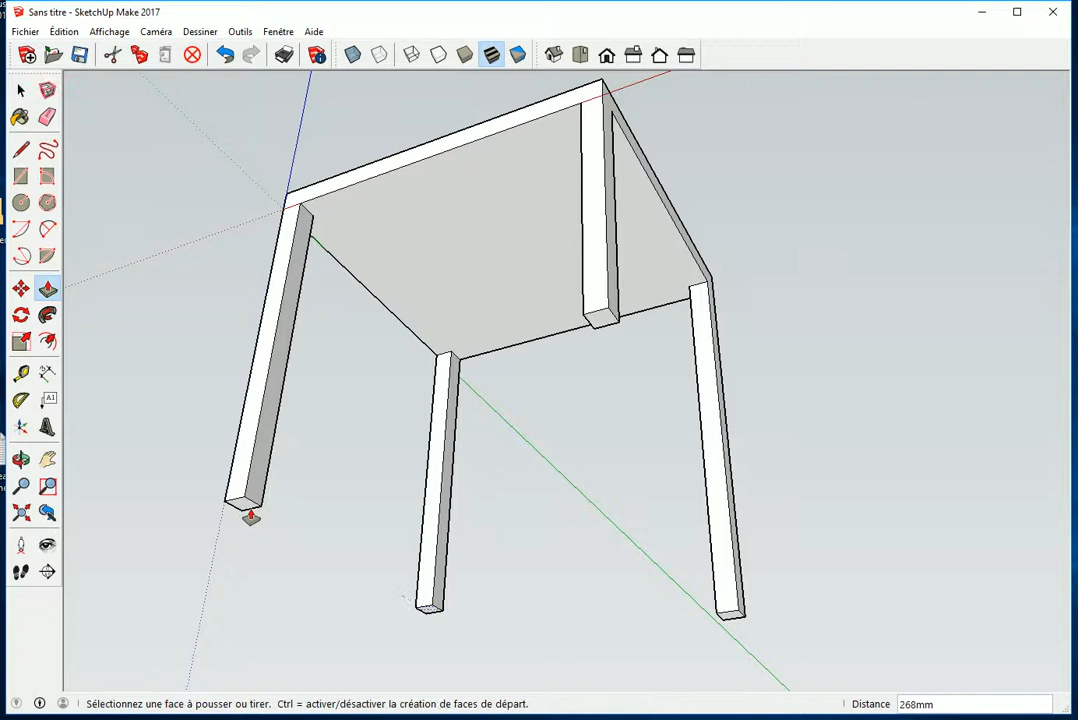 Sans titre - SketchUp Make 2017
Fichier Édition Affichage Caméra Dessiner Outils Fenêtre Aide
A1
Sélectionnez une face à pousser ou tirer. Ctrl = activer/désactiver la création de faces de départ.
Distance 268mm